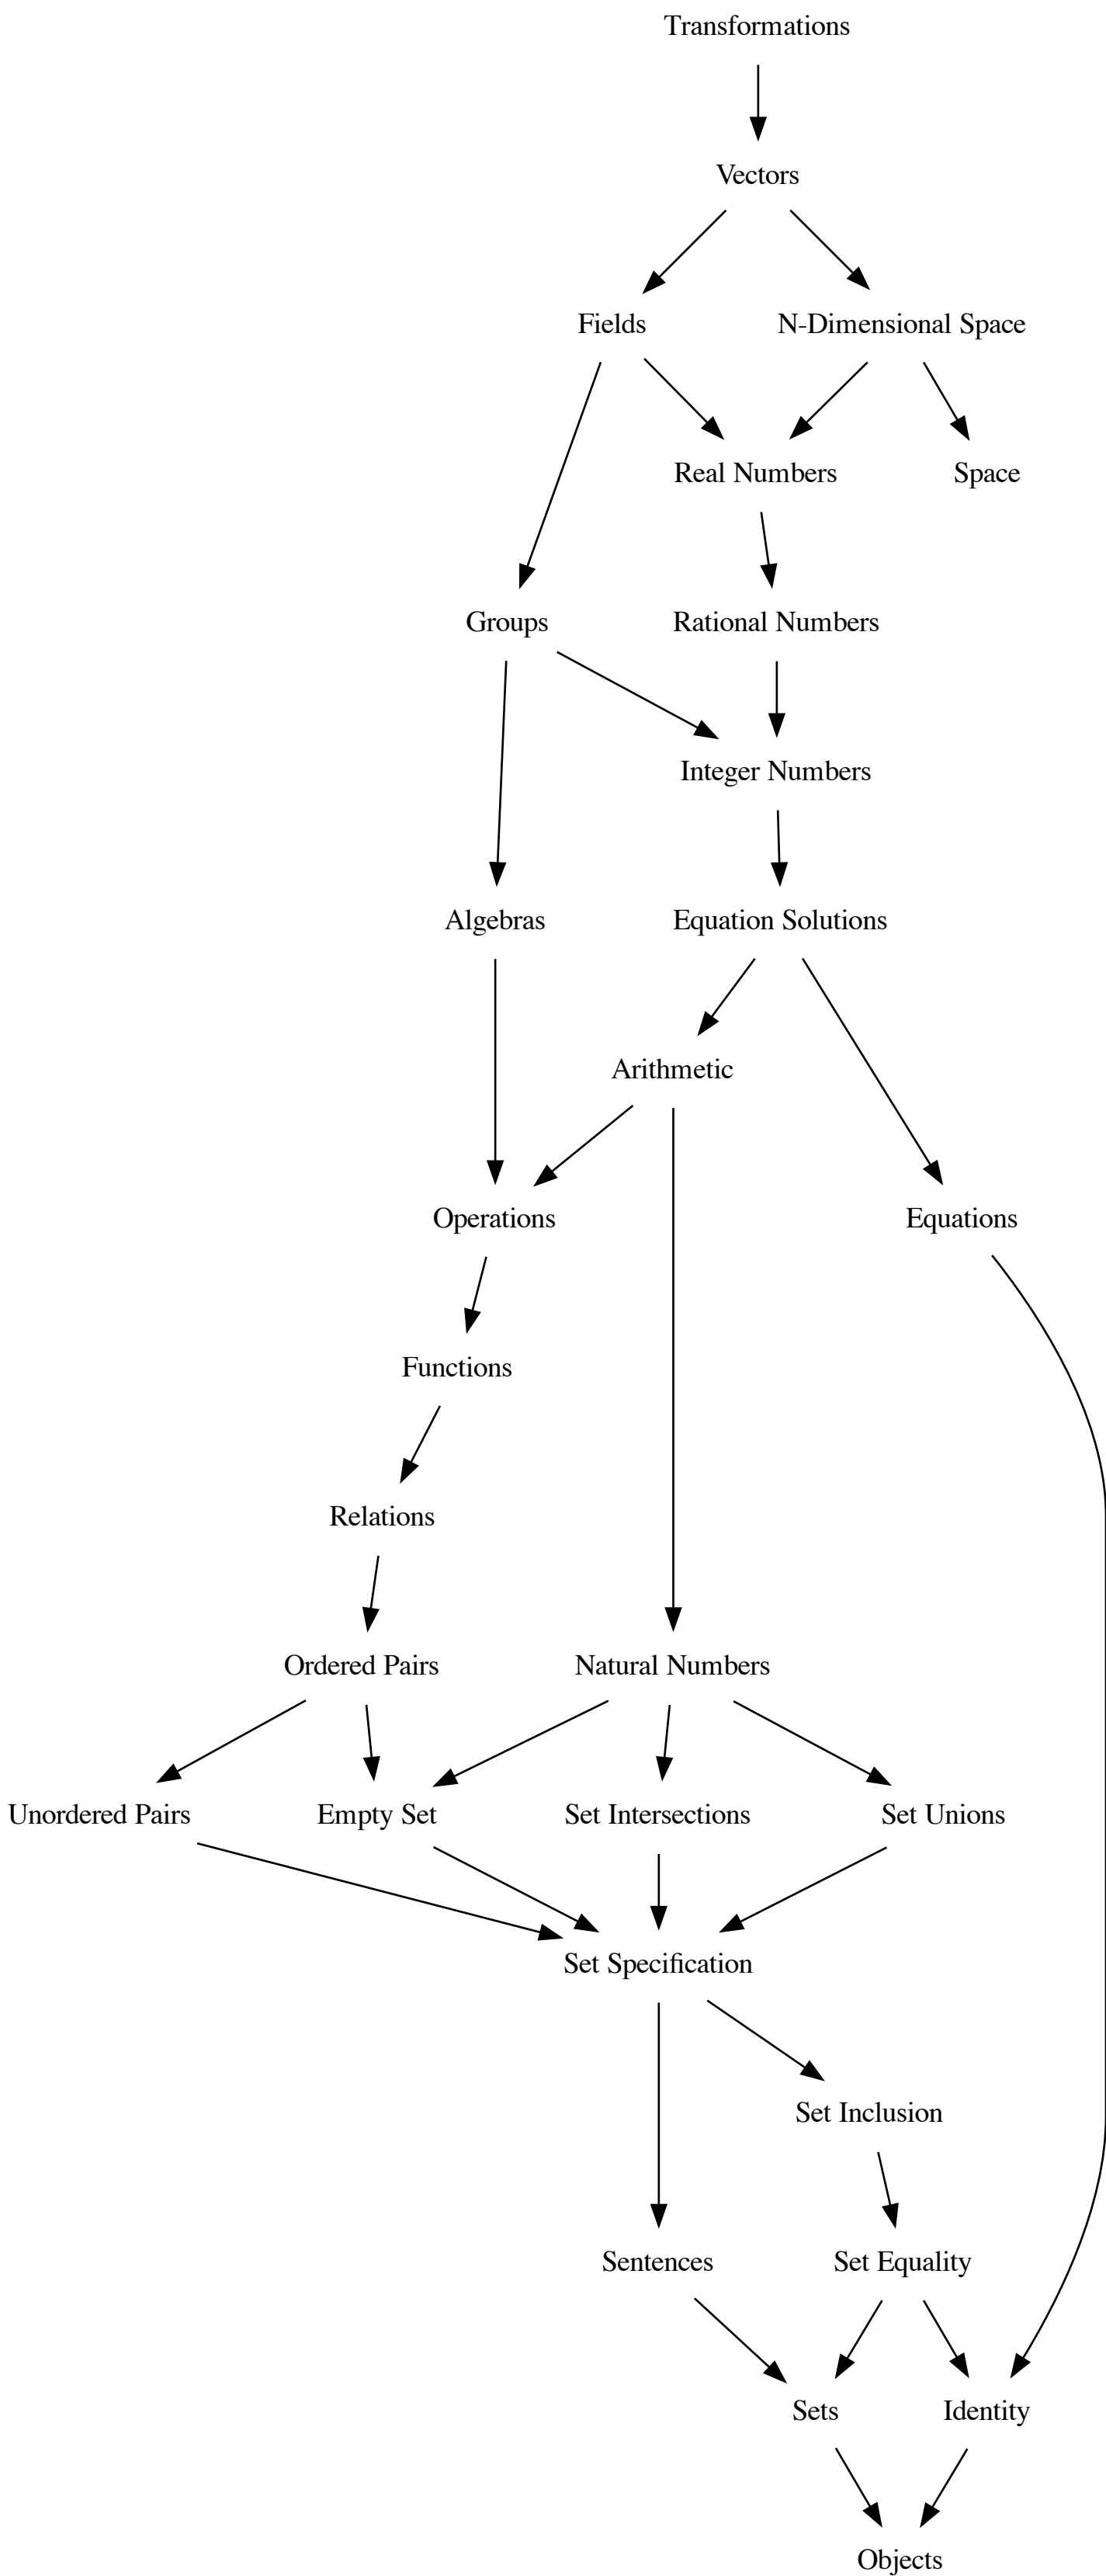 Transformations
Vectors
Fields
N-Dimensional Space
Real Numbers
Space
Groups
Rational Numbers
Integer Numbers
Algebras
Equation Solutions
Arithmetic
Operations
Equations
Functions
Relations
Ordered Pairs
Natural Numbers
Unordered Pairs
Empty Set
Set Intersections
Set Unions
Set Specification
Set Inclusion
Sentences
Set Equality
Sets
Identity
Objects